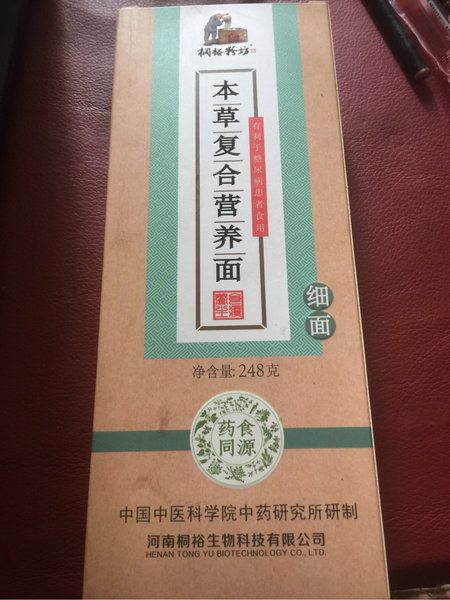 桐裕粉坊
本草复合营养面
有利于糖尿病患者食用
细面
净含量:248克
药食同源
中国中医科学院中药研究所研制
河南桐裕生物科技有限公司
HENAN TONG YU BIOTECHNOLOGY CO., LTD.